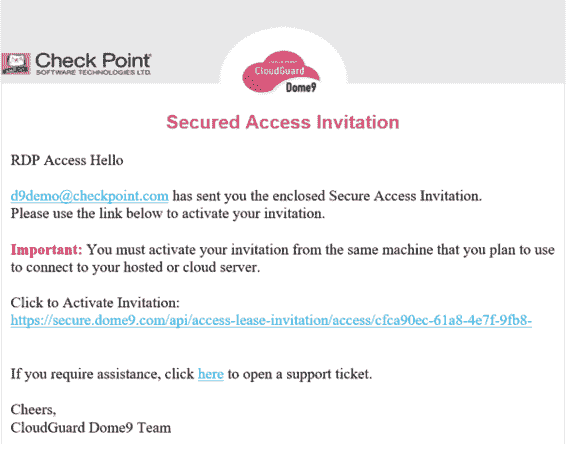 Check Point
SOFTWARE TECHNOLOGIES LTD.
CloudGuard
Dome9
Secured Access Invitation
RDP Access Hello
d9demo@checkpoint.com has sent you the enclosed Secure Access Invitation.
Please use the link below to activate your invitation.
Important: You must activate your invitation from the same machine that you plan to use
to connect to your hosted or cloud server.
Click to Activate Invitation:
https://secure.dome9.com/api/access-lease-invitation/access/cfca90ec-61a8-4e7f-9fb8-
If you require assistance, click here to open a support ticket.
Cheers,
CloudGuard Dome9 Team